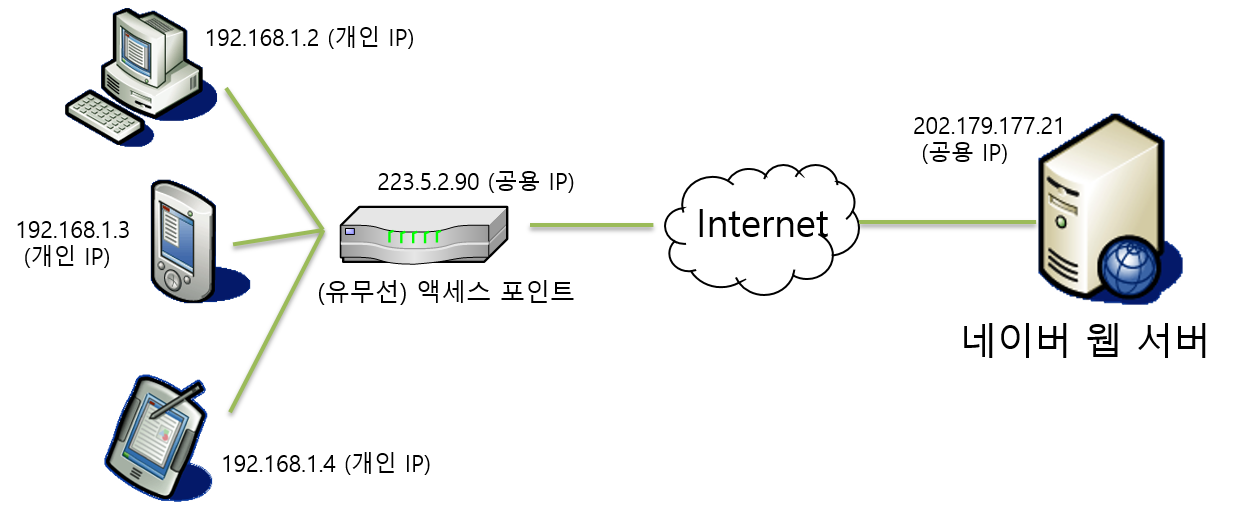 192.168.1.2 (개인 IP)
192.168.1.3
(개인 IP)
192.168.1.4 (개인 IP)
223.5.2.90 (공용 IP)
(유무선) 액세스 포인트
Internet
202.179.177.21
(공용 IP)
네이버 웹 서버